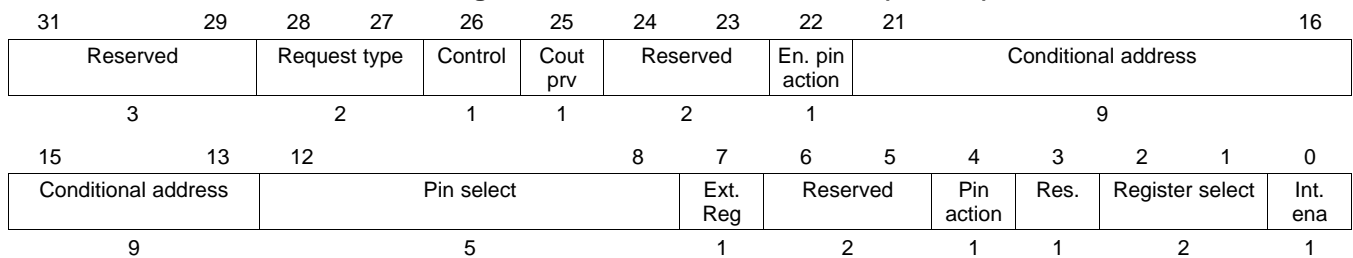 31 29 28 27 26 25 24 23 22 21 16
Reserved Request type Control Cout prv Reserved En. pin action Conditional address
3 2 1 1 2 1 9
15 13 12 8 7 6 5 4 3 2 1 0
Conditional address Pin select Ext. Reg Reserved Pin action Res. Register select Int. ena
9 5 1 2 1 1 2 1